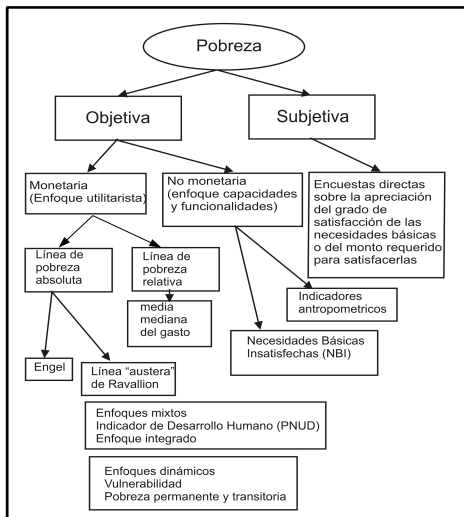 Pobreza
Objetiva
Subjetiva
Monetaria
(Enfoque utilitarista)
No monetaria
(enfoque capacidades
y funcionalidades)
Encuestas directas
sobre la apreciación
del grado de
satisfacción de las
necesidades básicas
o del monto requerido
para satisfacerlas
Línea de
pobreza
absoluta
Línea de
pobreza
relativa
media
mediana
del gasto
Indicadores
antropometricos
Necesidades Básicas
Insatisfechas (NBI)
Engel
Línea “austera”
de Ravallion
Enfoques mixtos
Indicador de Desarrollo Humano (PNUD)
Enfoque integrado
Enfoques dinámicos
Vulnerabilidad
Pobreza permanente y transitoria